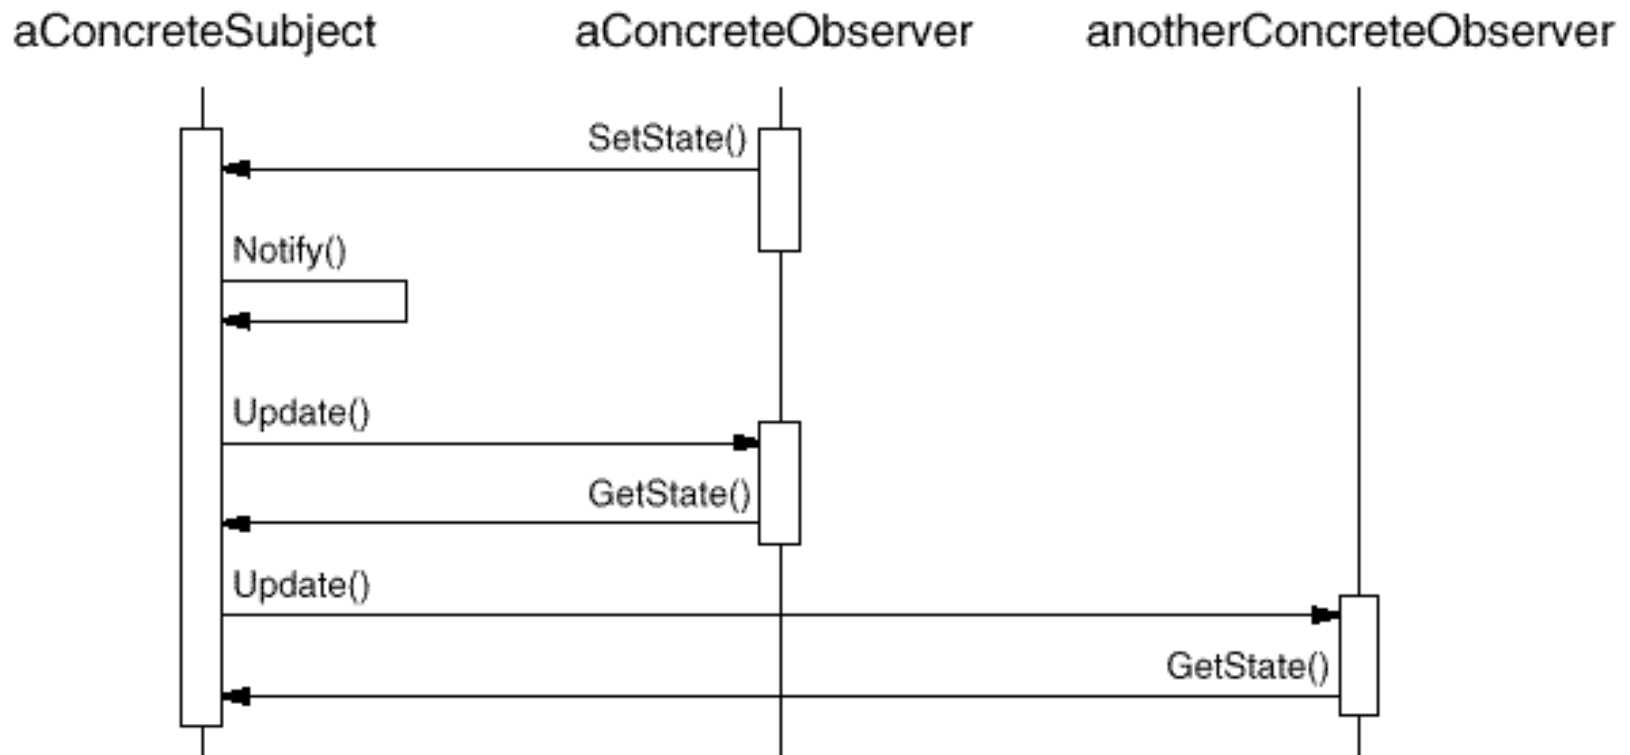 aConcreteSubject
aConcreteObserver
anotherConcreteObserver
SetState()
Notify()
Update()
GetState()
Update()
GetState()